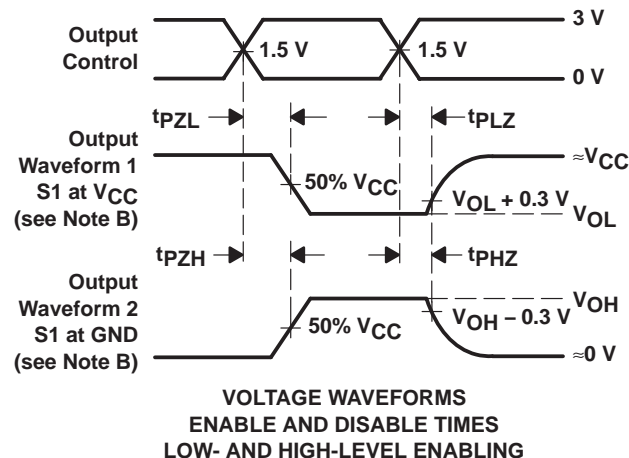 3 V
Output
Control
1.5 V
1.5 V
0 V
tPZL
tPLZ
Output
Waveform 1
S1 at VCC
(see Note B)
≈VCC
50% VCC
VOL + 0.3 V
VOL
tPZH
tPHZ
Output
Waveform 2
S1 at GND
(see Note B)
VOH
50% VCC
VOH − 0.3 V
≈0 V
VOLTAGE WAVEFORMS
ENABLE AND DISABLE TIMES
LOW- AND HIGH-LEVEL ENABLING